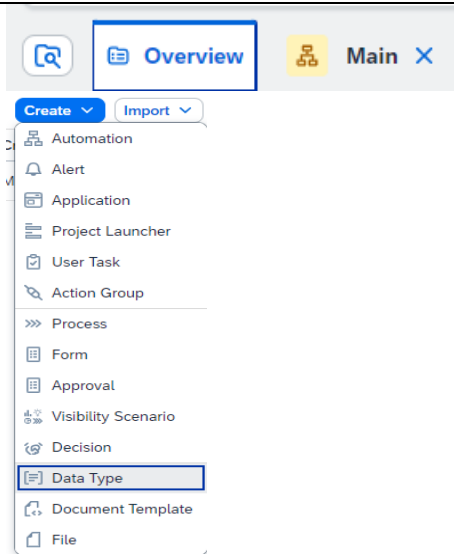 Overview Main
Create Import
Automation
Alert
Application
Project Launcher
User Task
Action Group
Process
Form
Approval
Visibility Scenario
Decision
Data Type
Document Template
File